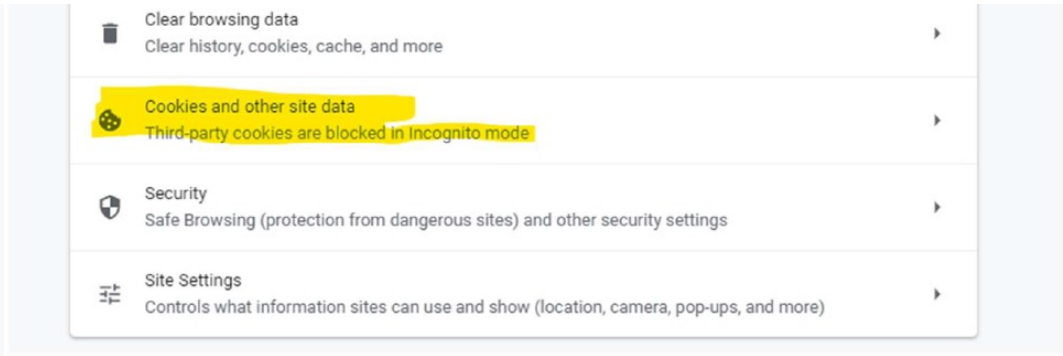 Clear browsing data
Clear history, cookies, cache, and more
Cookies and other site data
Third-party cookies are blocked in Incognito mode
Security
Safe Browsing (protection from dangerous sites) and other security settings
Site Settings
Controls what information sites can use and show (location, camera, pop-ups, and more)